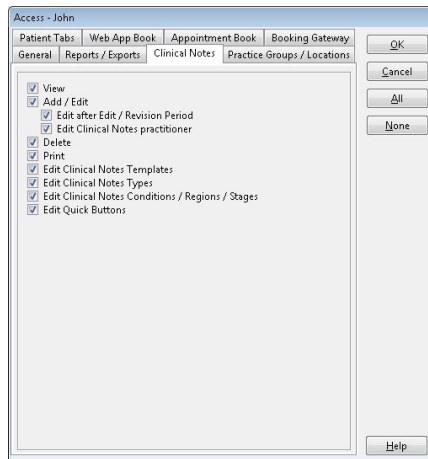 Access - John
Patient Tabs Web App Book Appointment Book Booking Gateway
General Reports / Exports Clinical Notes Practice Groups / Locations
View
Add / Edit
Edit after Edit / Revision Period
Edit Clinical Notes practitioner
Delete
Print
Edit Clinical Notes Templates
Edit Clinical Notes Types
Edit Clinical Notes Conditions / Regions / Stages
Edit Quick Buttons
OK
Cancel
All
None
Help